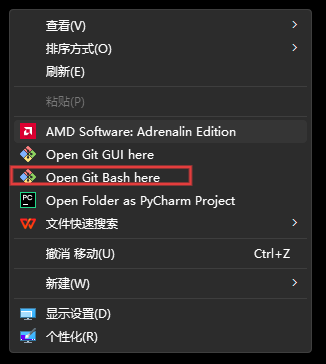 查看(V)
排序方式(O)
刷新(E)
粘贴(P)
AMD Software: Adrenalin Edition
Open Git GUI here
Open Git Bash here
PC
Open Folder as PyCharm Project
文件快速搜索
撤消 移动(U) Ctrl+Z
新建(W)
显示设置(D)
个性化(R)